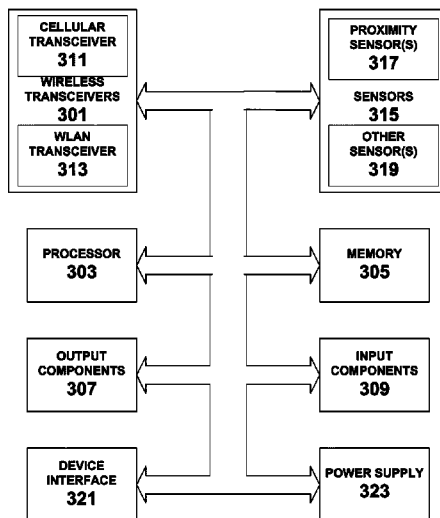 CELLULAR
TRANSCEIVER
311
WIRELESS
TRANSCEIVERS
301
WLAN
TRANSCEIVER
313
PROXIMITY
SENSOR(S)
317
SENSORS
315
OTHER
SENSOR(S)
319
PROCESSOR
303
MEMORY
305
OUTPUT
COMPONENTS
307
INPUT
COMPONENTS
309
DEVICE
INTERFACE
321
POWER SUPPLY
323